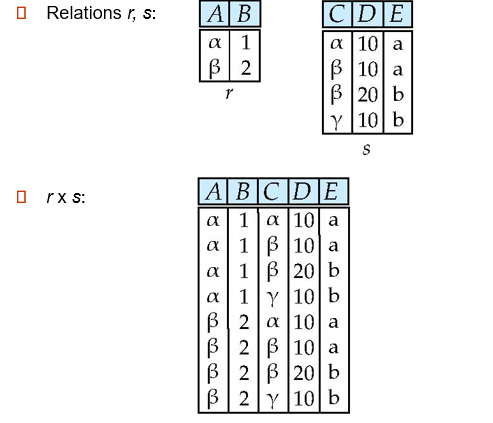 Relations r, s:
A B
α 1
β 2
r
C D E
α 10 a
β 10 a
β 20 b
γ 10 b
s
r x s:
A B C D E
α 1 α 10 a
α 1 β 10 a
α 1 β 20 b
α 1 γ 10 b
β 2 α 10 a
β 2 β 10 a
β 2 β 20 b
β 2 γ 10 b